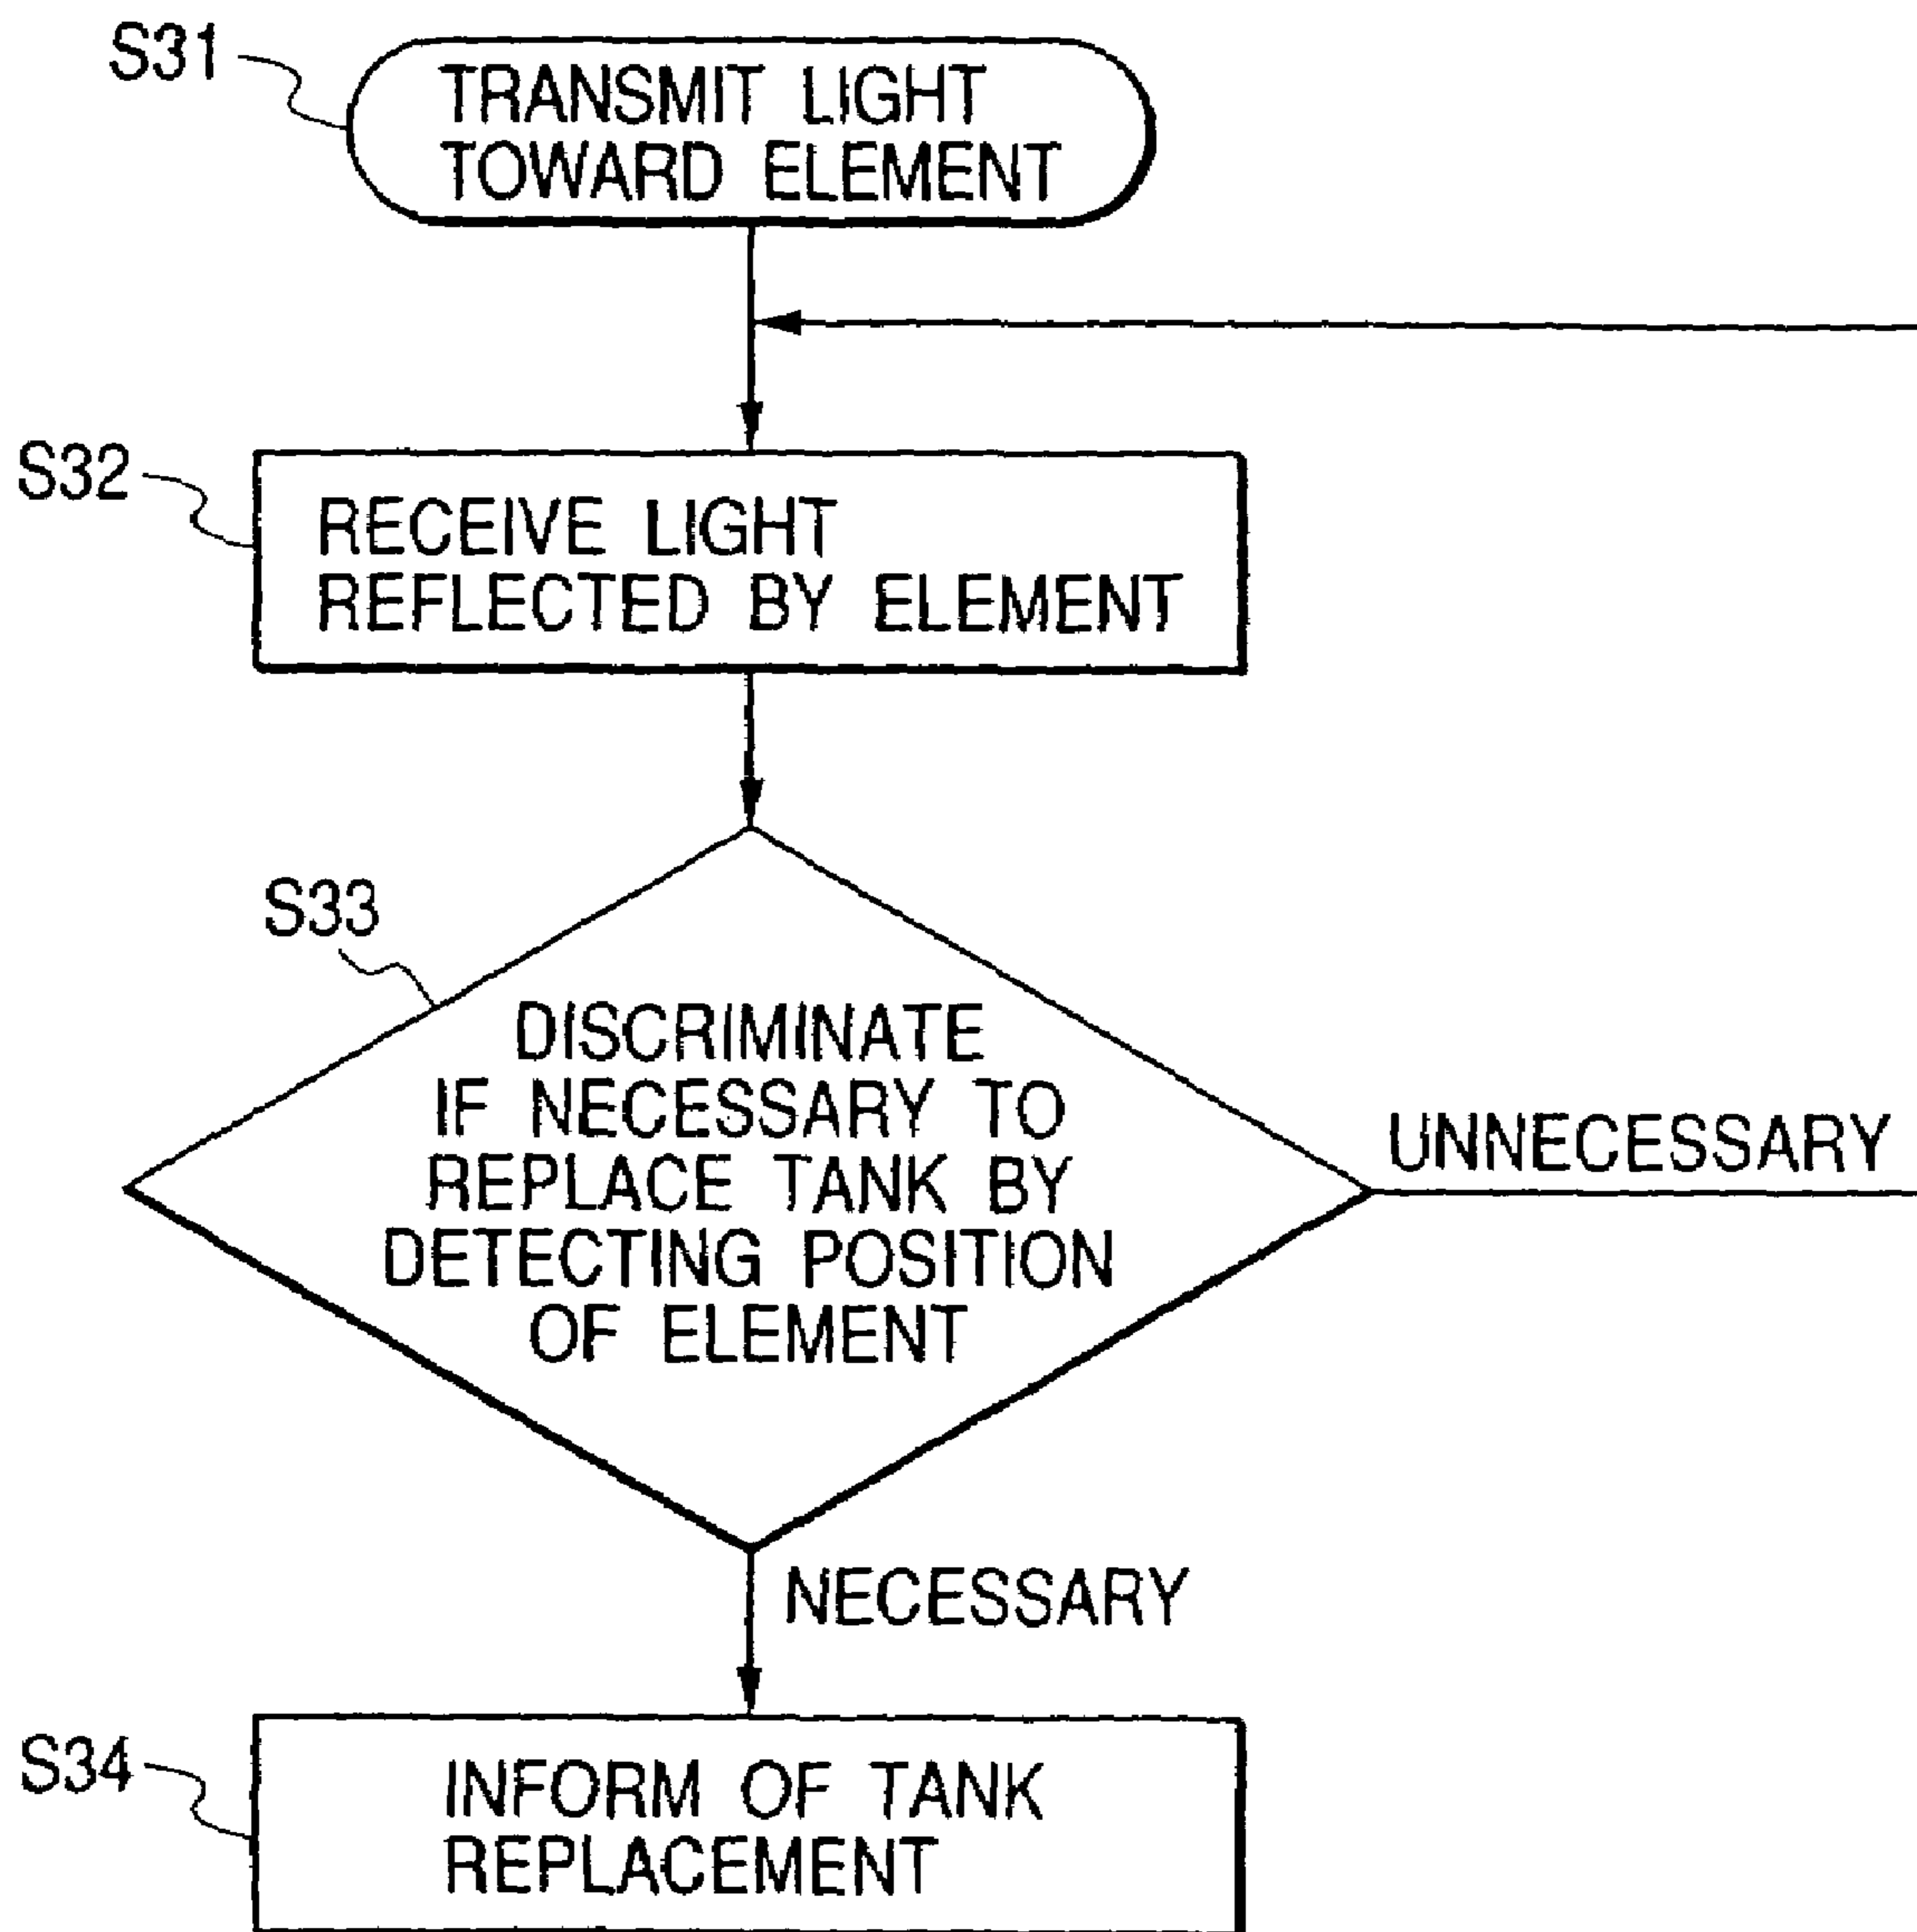 S31
TRANSMIT LIGHT
TOWARD ELEMENT
S32
RECEIVE LIGHT
REFLECTED BY ELEMENT
S33
DISCRIMINATE
IF NECESSARY TO
REPLACE TANK BY
DETECTING POSITION
OF ELEMENT
UNNECESSARY
NECESSARY
S34
INFORM OF TANK
REPLACEMENT